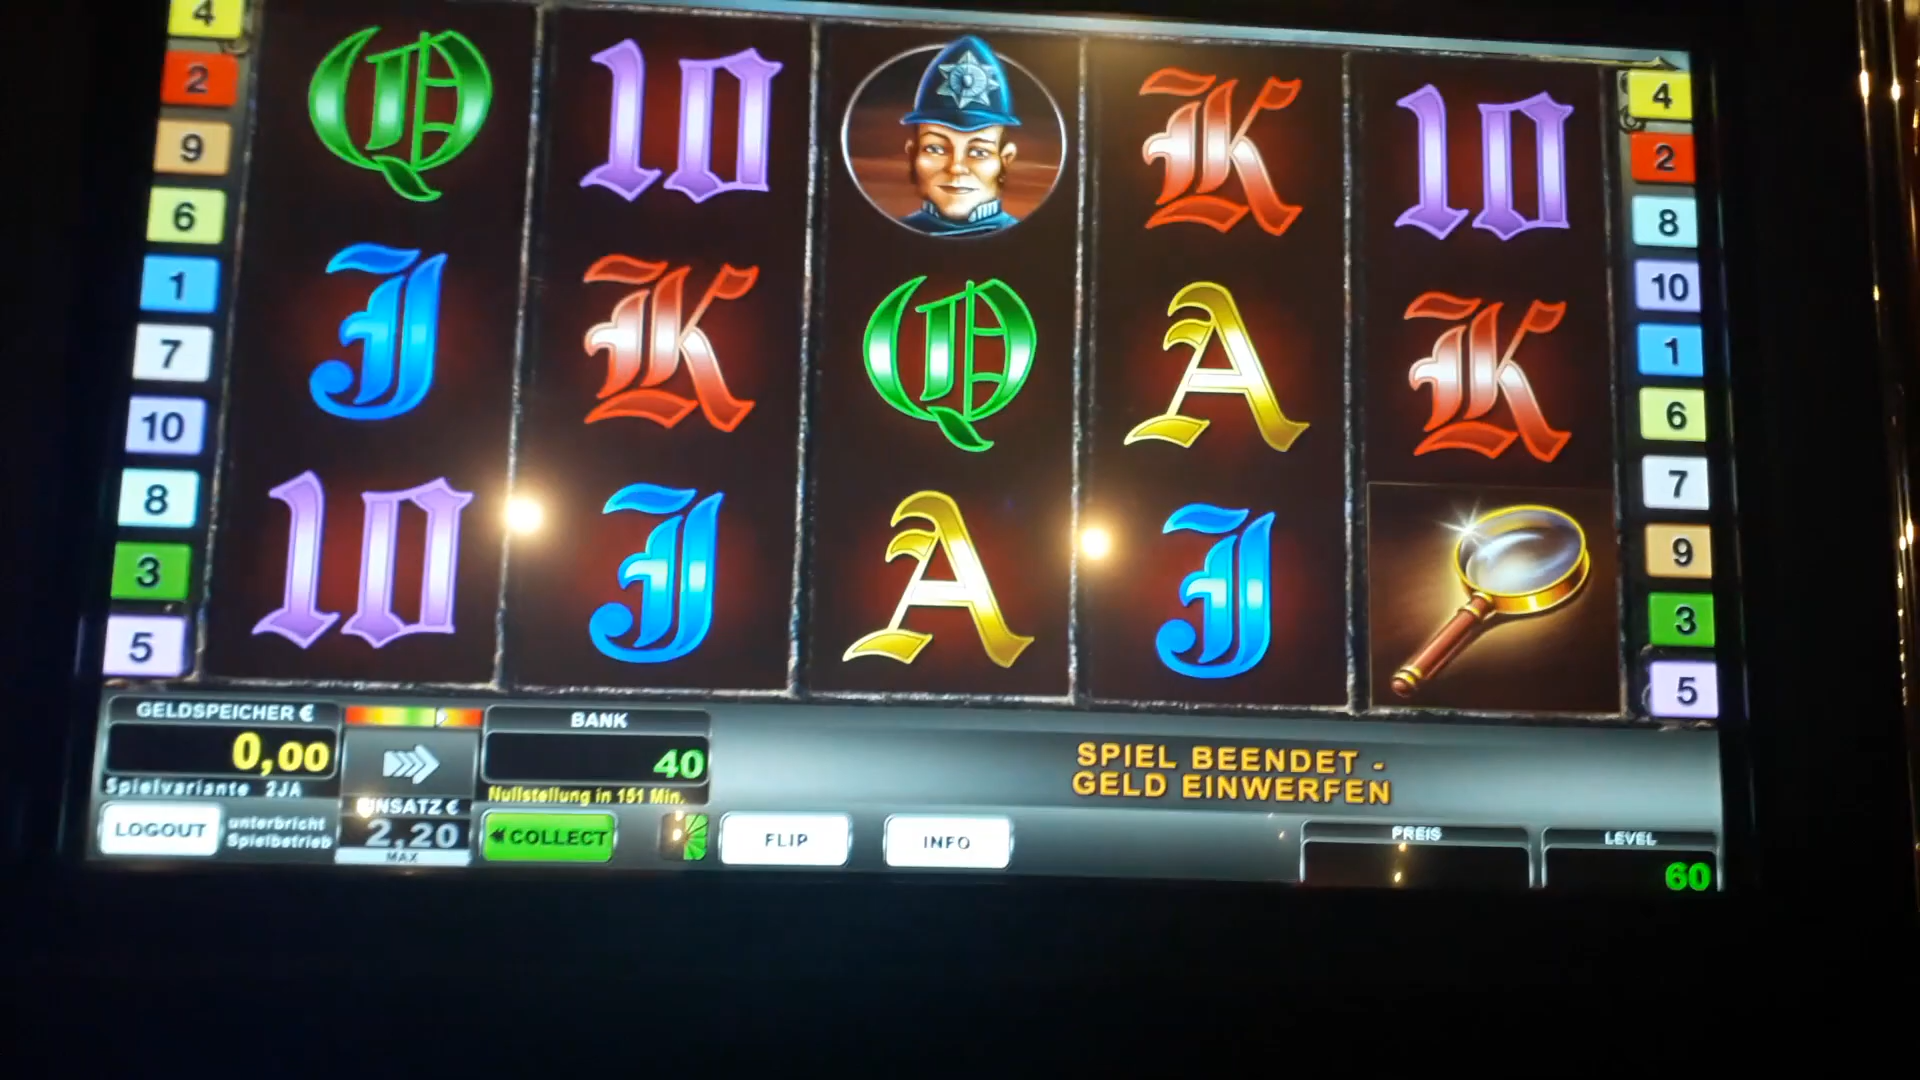 4
2
9
6
1
7
10
8
3
5
Q 10 K 10
J K Q A K
10 J A J
4
2
8
10
1
6
7
9
3
5
GELDSPEICHER €
0,00
Spielvariante 2JA
LOGOUT
unterbricht
Spielbetrieb
EINSATZ €
2,20
MAX
BANK
40
Nullstellung in 151 Min.
COLLECT
FLIP
INFO
SPIEL BEENDET -
GELD EINWERFEN
PREIS
LEVEL
60